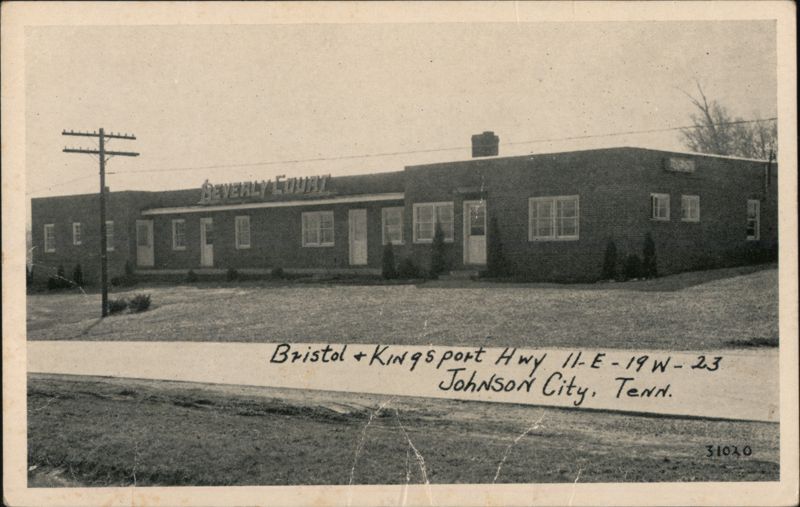 BEVERLY COURT
Bristol + Kingsport Hwy 11-E-19W-23
Johnson City, Tenn.
31020